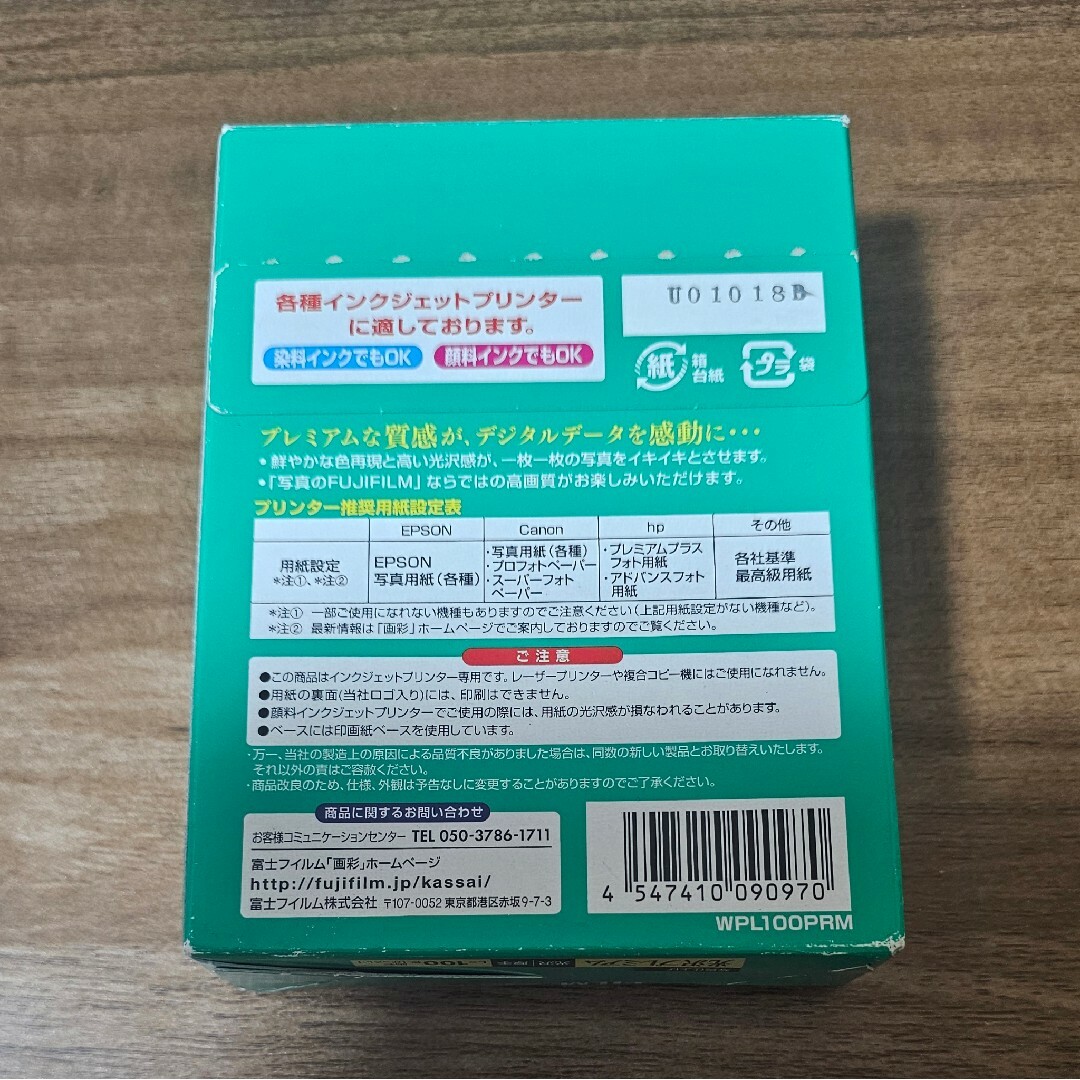 各種インクジェットプリンター
に適しております。
染料インクでもOK 顔料インクでもOK
U01018B
紙 箱 台紙
プラ 袋
プレミアムな質感が、デジタルデータを感動に・・・
・鮮やかな色再現と高い光沢感が、一枚一枚の写真をイキイキとさせます。
・「写真のFUJIFILM」ならではの高画質がお楽しみいただけます。
プリンター推奨用紙設定表
EPSON Canon hp その他
用紙設定
*注①、*注②
EPSON
写真用紙(各種)
・写真用紙(各種)
・プロフォトペーパー
・スーパーフォト
ペーパー
・プレミアムプラス
フォト用紙
・アドバンスフォト
用紙
各社基準
最高級用紙
*注① 一部ご使用になれない機種もありますのでご注意ください(上記用紙設定がない機種など)。
*注② 最新情報は「画彩」ホームページでご案内しておりますのでご覧ください。
ご注意
●この商品はインクジェットプリンター専用です。レーザープリンターや複合コピー機にはご使用になれません。
●用紙の裏面(当社ロゴ入り)には、印刷はできません。
●顔料インクジェットプリンターでご使用の際には、用紙の光沢感が損なわれることがあります。
●ベースには印画紙ベースを使用しています。
・万一、当社の製造上の原因による品質不良がありました場合は、同数の新しい製品とお取り替えいたします。
それ以外の責はご容赦ください。
・商品改良のため、仕様、外観は予告なしに変更することがありますのでご了承ください。
商品に関するお問い合わせ
お客様コミュニケーションセンター TEL 050-3786-1711
富士フイルム「画彩」ホームページ
http://fujifilm.jp/kassai/
富士フイルム株式会社 〒107-0052 東京都港区赤坂9-7-3
4 547410 090970
WPL100PRM
光沢プレミアム